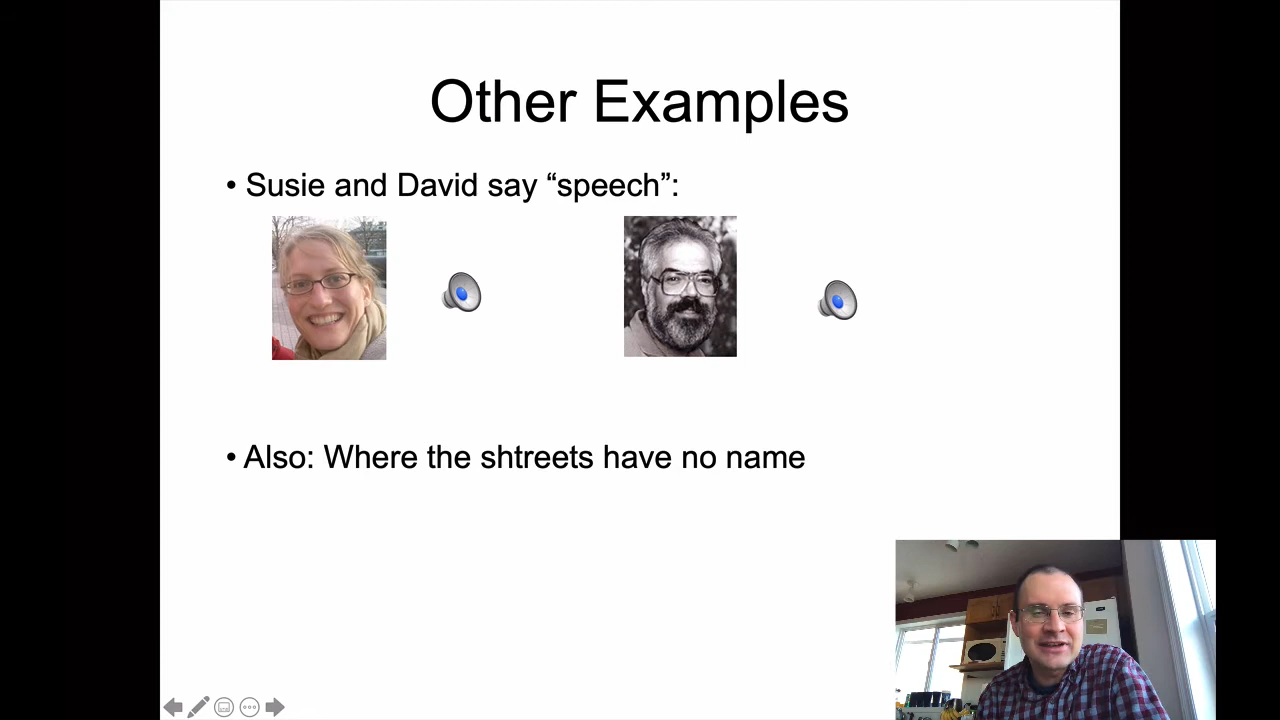 Other Examples
• Susie and David say “speech”:
• Also: Where the shtreets have no name